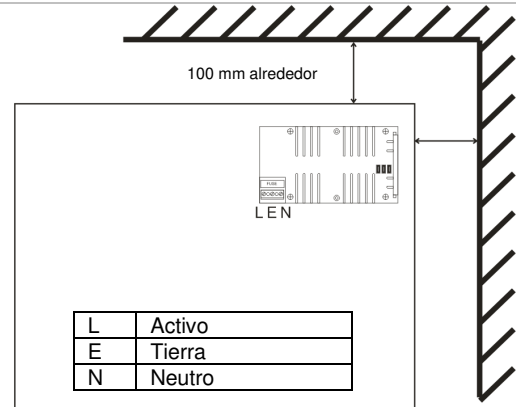 100 mm alrededor
FUSE
L E N
L Activo
E Tierra
N Neutro